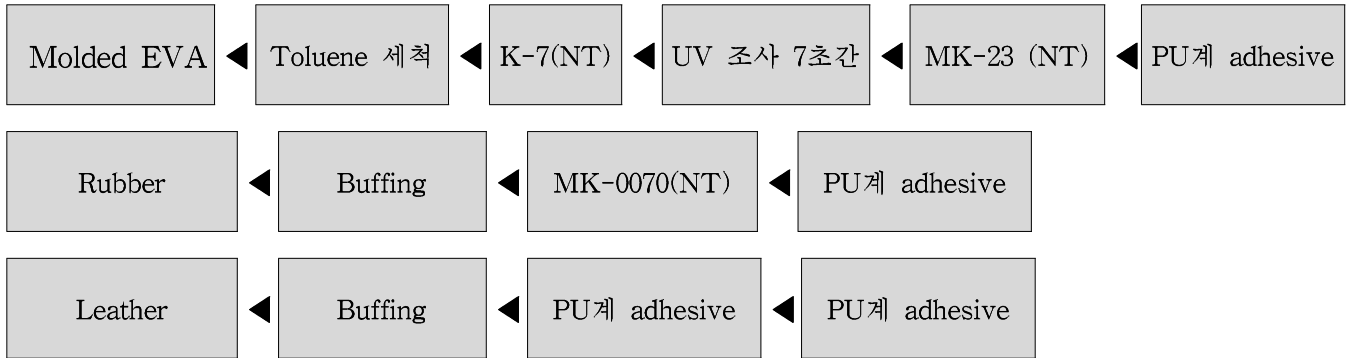 Molded EVA ◀ Toluene 세척 ◀ K-7(NT) ◀ UV 조사 7초간 ◀ MK-23 (NT) ◀ PU계 adhesive
Rubber ◀ Buffing ◀ MK-0070(NT) ◀ PU계 adhesive
Leather ◀ Buffing ◀ PU계 adhesive ◀ PU계 adhesive